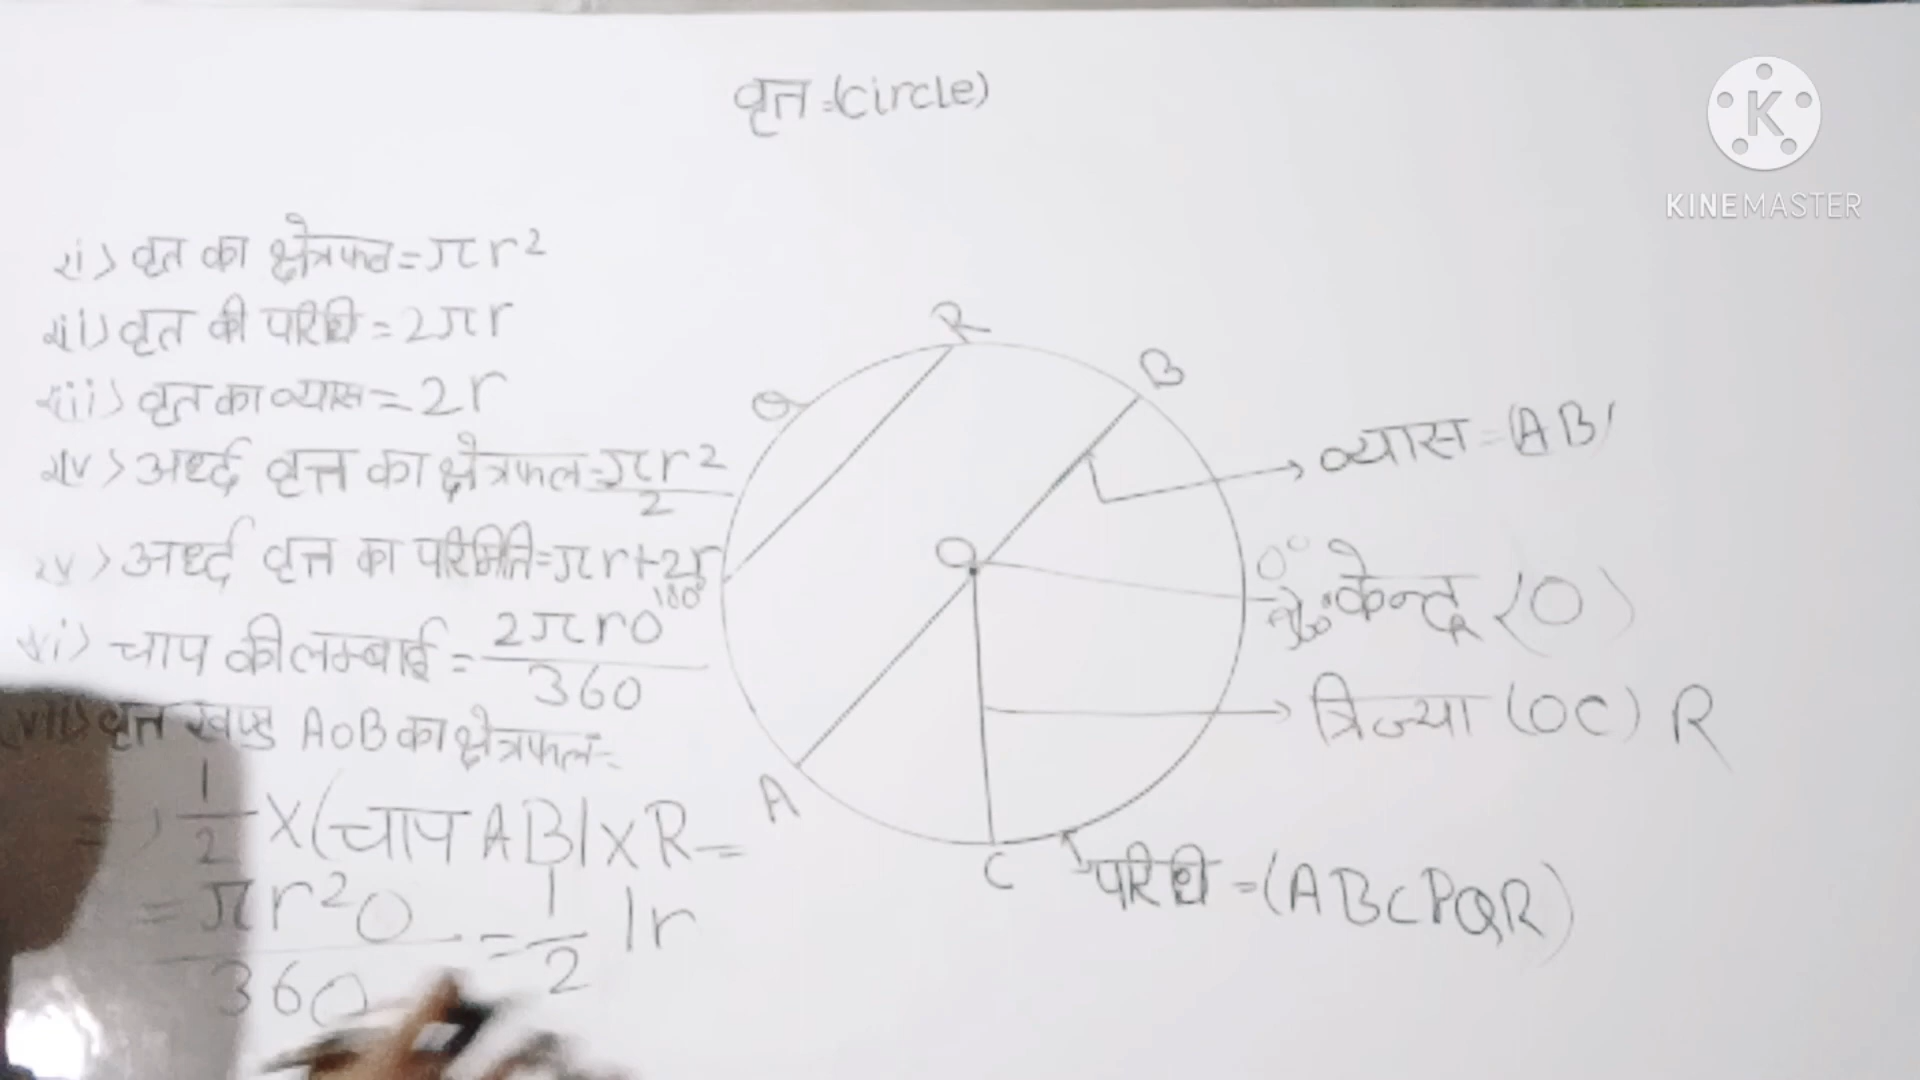 वृत्त =(circle)
K
KINEMASTER
(i) वृत्त का क्षेत्रफल = πr²
(ii) वृत्त की परिधि = 2πr
(iii) वृत्त का व्यास = 2r
(iv) अर्ध्द वृत्त का क्षेत्रफल = πr²/2
(v) अर्ध्द वृत्त का परिमिति = πr+2r
180°
(vi) चाप की लम्बाई = 2πrθ/360
(vii) वृत्त खण्ड AOB का क्षेत्रफल =
=> 1/2 X (चाप AB) X R =
= πr²θ/360 = 1/2 lr
R
B
Q
O
A
C
व्यास = (AB)
0°
केन्द्र (O)
त्रिज्या (OC) R
परिधि = (ABCPQR)